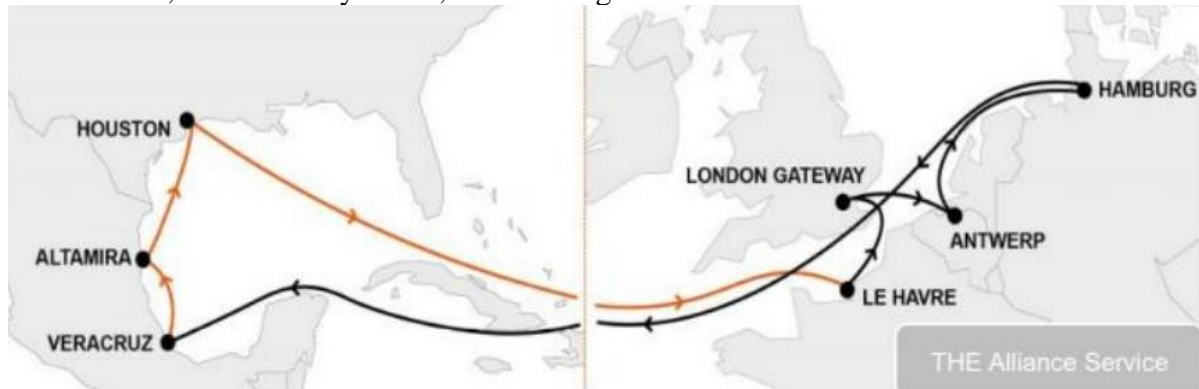 HOUSTON
HAMBURG
LONDON GATEWAY
ANTWERP
ALTAMIRA
LE HAVRE
VERACRUZ
THE Alliance Service